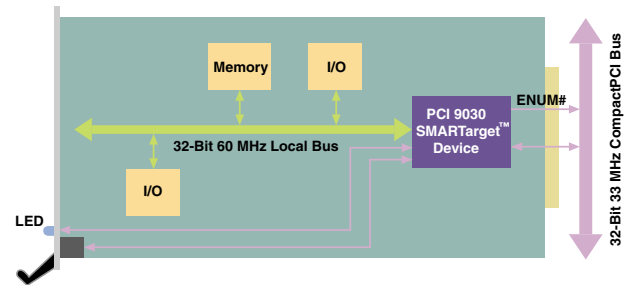 Memory
I/O
ENUM#
PCI 9030
SMARTarget™
Device
32-Bit 60 MHz Local Bus
I/O
LED
32-Bit 33 MHz CompactPCI Bus